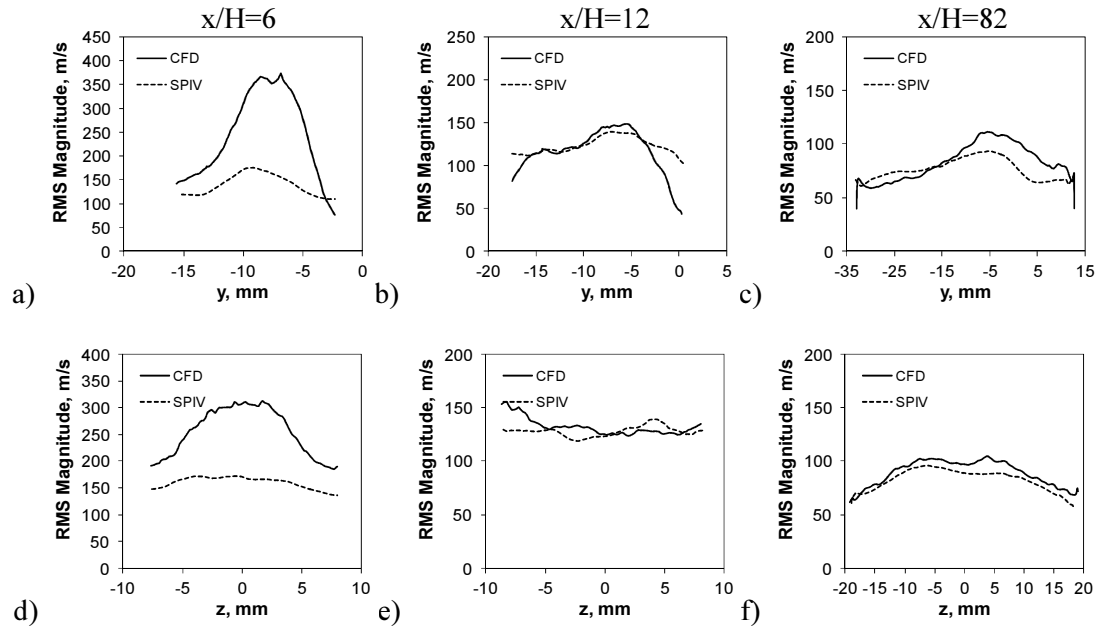 x/H=6
x/H=12
x/H=82
450
400
350
300
250
200
150
100
50
0
RMS Magnitude, m/s
CFD
SPIV
-20
-15
-10
-5
0
y, mm
a)
250
200
150
100
50
0
RMS Magnitude, m/s
CFD
SPIV
-20
-15
-10
-5
0
5
y, mm
b)
200
150
100
50
0
RMS Magnitude, m/s
CFD
SPIV
-35
-25
-15
-5
5
15
y, mm
c)
400
350
300
250
200
150
100
50
0
RMS Magnitude, m/s
CFD
SPIV
-10
-5
0
5
10
z, mm
d)
200
150
100
50
0
RMS Magnitude, m/s
CFD
SPIV
-10
-5
0
5
10
z, mm
e)
200
150
100
50
0
RMS Magnitude, m/s
CFD
SPIV
-20
-15
-10
-5
0
5
10
15
20
z, mm
f)